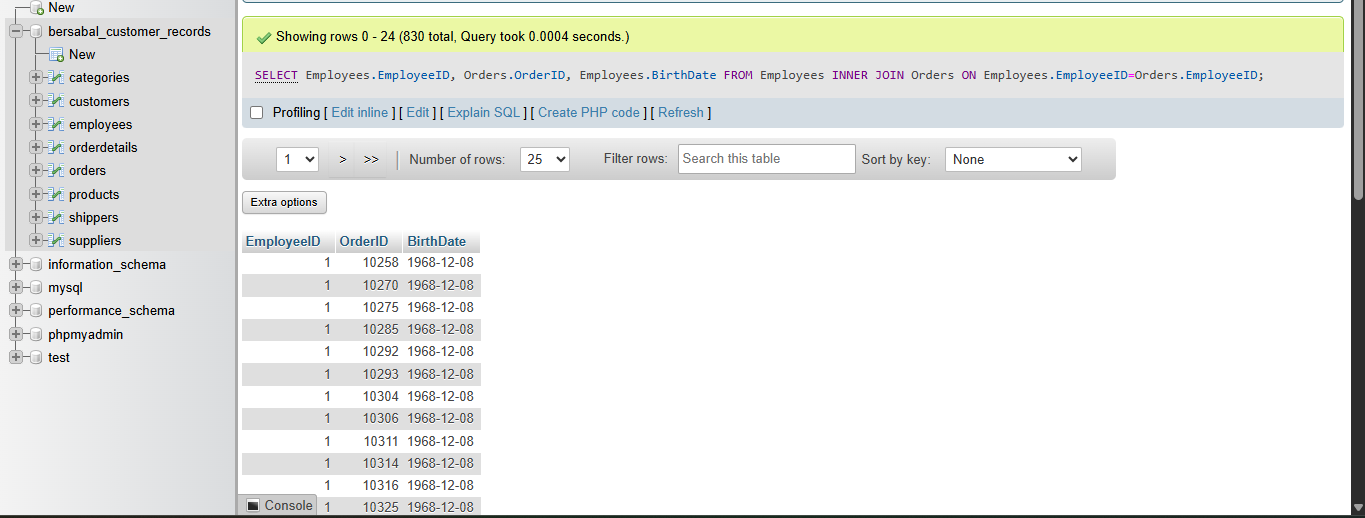 New
bersabal_customer_records
New
categories
customers
employees
orderdetails
orders
products
shippers
suppliers
information_schema
mysql
performance_schema
phpmyadmin
test
Showing rows 0 - 24 (830 total, Query took 0.0004 seconds.)
SELECT Employees.EmployeeID, Orders.OrderID, Employees.BirthDate FROM Employees INNER JOIN Orders ON Employees.EmployeeID=Orders.EmployeeID;
Profiling [ Edit inline ] [ Edit ] [ Explain SQL ] [ Create PHP code ] [ Refresh ]
1 > >> Number of rows: 25 Filter rows: Search this table Sort by key: None
Extra options
EmployeeID OrderID BirthDate
1 10258 1968-12-08
1 10270 1968-12-08
1 10275 1968-12-08
1 10285 1968-12-08
1 10292 1968-12-08
1 10293 1968-12-08
1 10304 1968-12-08
1 10306 1968-12-08
1 10311 1968-12-08
1 10314 1968-12-08
1 10316 1968-12-08
Console 1 10325 1968-12-08